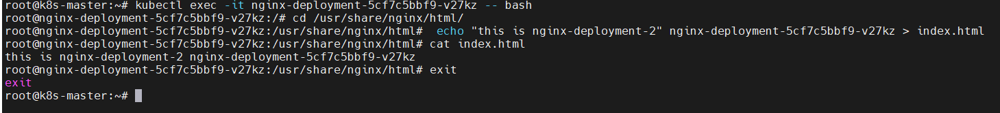 root@k8s-master:~# kubectl exec -it nginx-deployment-5cf7c5bbf9-v27kz -- bash
root@nginx-deployment-5cf7c5bbf9-v27kz:/# cd /usr/share/nginx/html/
root@nginx-deployment-5cf7c5bbf9-v27kz:/usr/share/nginx/html#  echo "this is nginx-deployment-2" nginx-deployment-5cf7c5bbf9-v27kz > index.html
root@nginx-deployment-5cf7c5bbf9-v27kz:/usr/share/nginx/html# cat index.html
this is nginx-deployment-2 nginx-deployment-5cf7c5bbf9-v27kz
root@nginx-deployment-5cf7c5bbf9-v27kz:/usr/share/nginx/html# exit
exit
root@k8s-master:~#